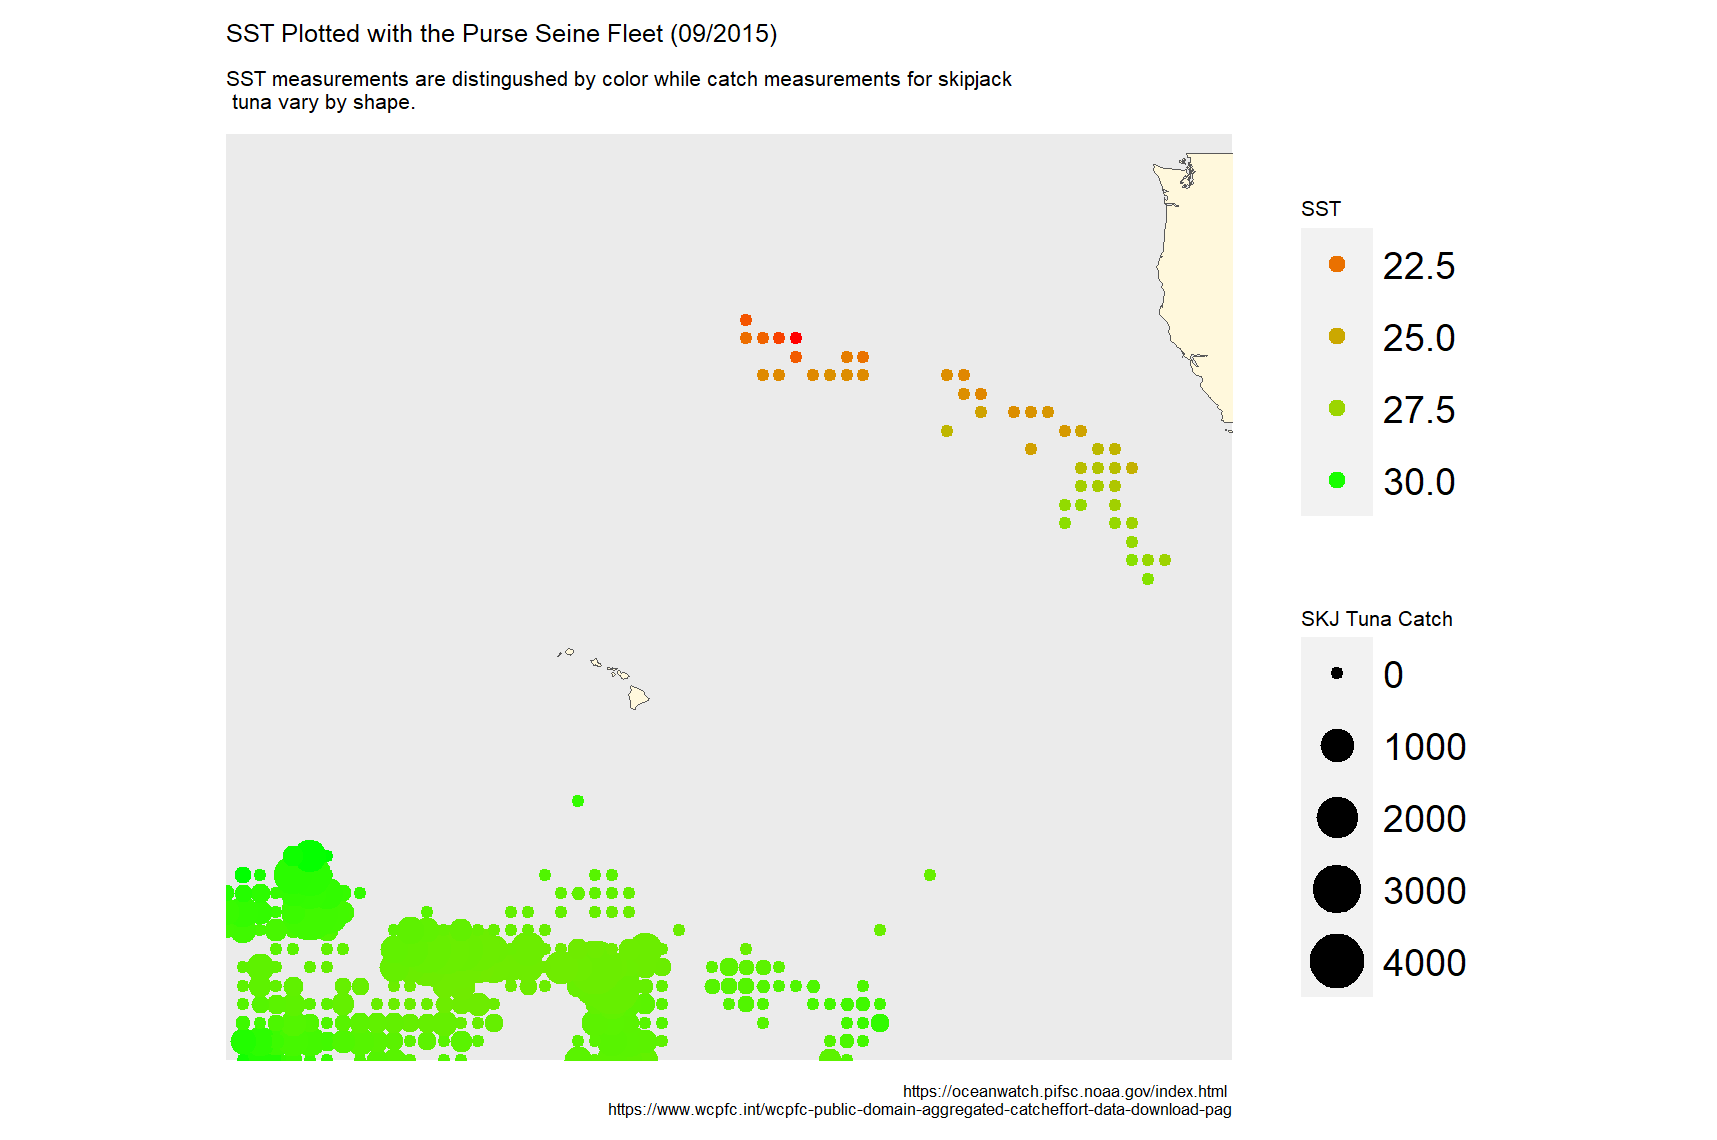 SST Plotted with the Purse Seine Fleet (09/2015)
SST measurements are distingushed by color while catch measurements for skipjack
tuna vary by shape.
SST
22.5
25.0
27.5
30.0
SKJ Tuna Catch
0
1000
2000
3000
4000
https://oceanwatch.pifsc.noaa.gov/index.html
https://www.wcpfc.int/wcpfc-public-domain-aggregated-catcheffort-data-download-pag